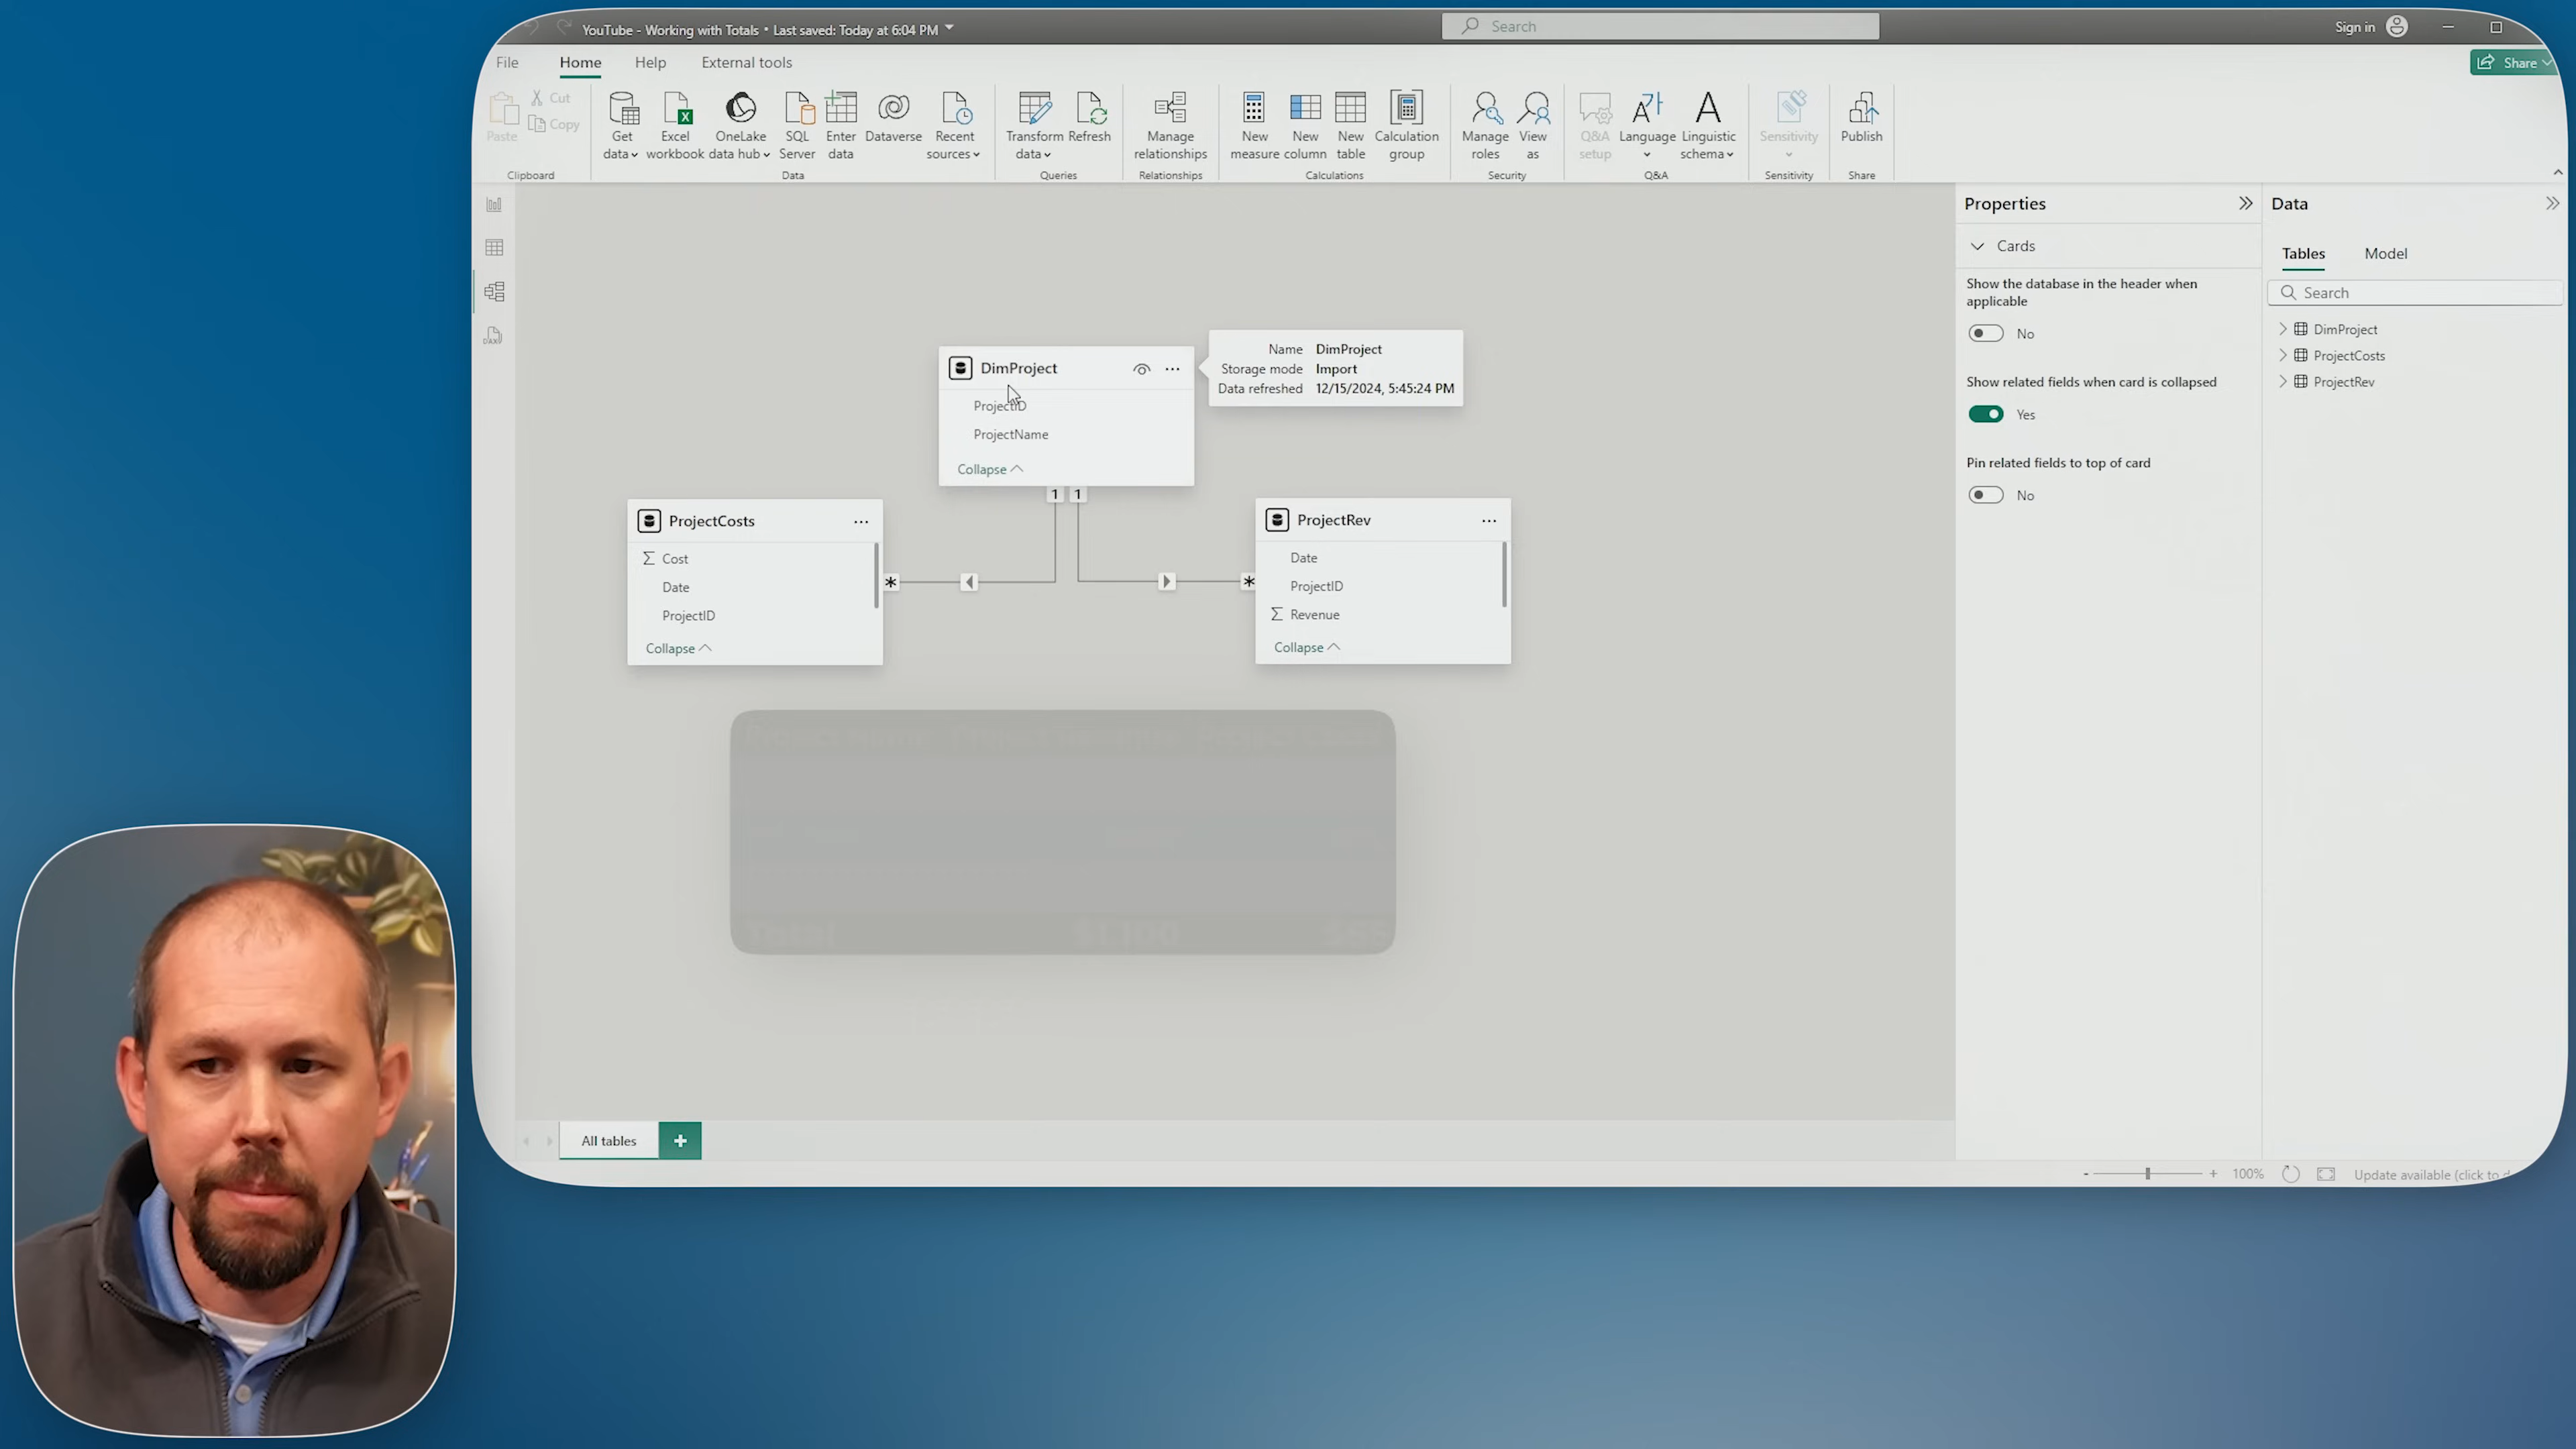 YouTube - Working with Totals • Last saved: Today at 6:04 PM
Search
Sign in
File Home Help External tools
Share
Paste
Cut
Copy
Get data
Excel workbook
OneLake data hub
SQL Server
Enter data
Dataverse
Recent sources
Transform data
Refresh
Manage relationships
New measure
New column
New table
Calculation group
Manage roles
View as
Q&A setup
Language
Linguistic schema
Sensitivity
Publish
Clipboard
Data
Queries
Relationships
Calculations
Security
Q&A
Sensitivity
Share
DAX
DimProject
ProjectID
ProjectName
Collapse
Name DimProject
Storage mode Import
Data refreshed 12/15/2024, 5:45:24 PM
1 1
ProjectCosts
Σ Cost
Date
ProjectID
Collapse
*
*
ProjectRev
Date
ProjectID
Σ Revenue
Collapse
Total $1,100
All tables
+
Properties
Cards
Show the database in the header when
applicable
No
Show related fields when card is collapsed
Yes
Pin related fields to top of card
No
Data
Tables Model
Search
DimProject
ProjectCosts
ProjectRev
- + 100%
Update available (click to